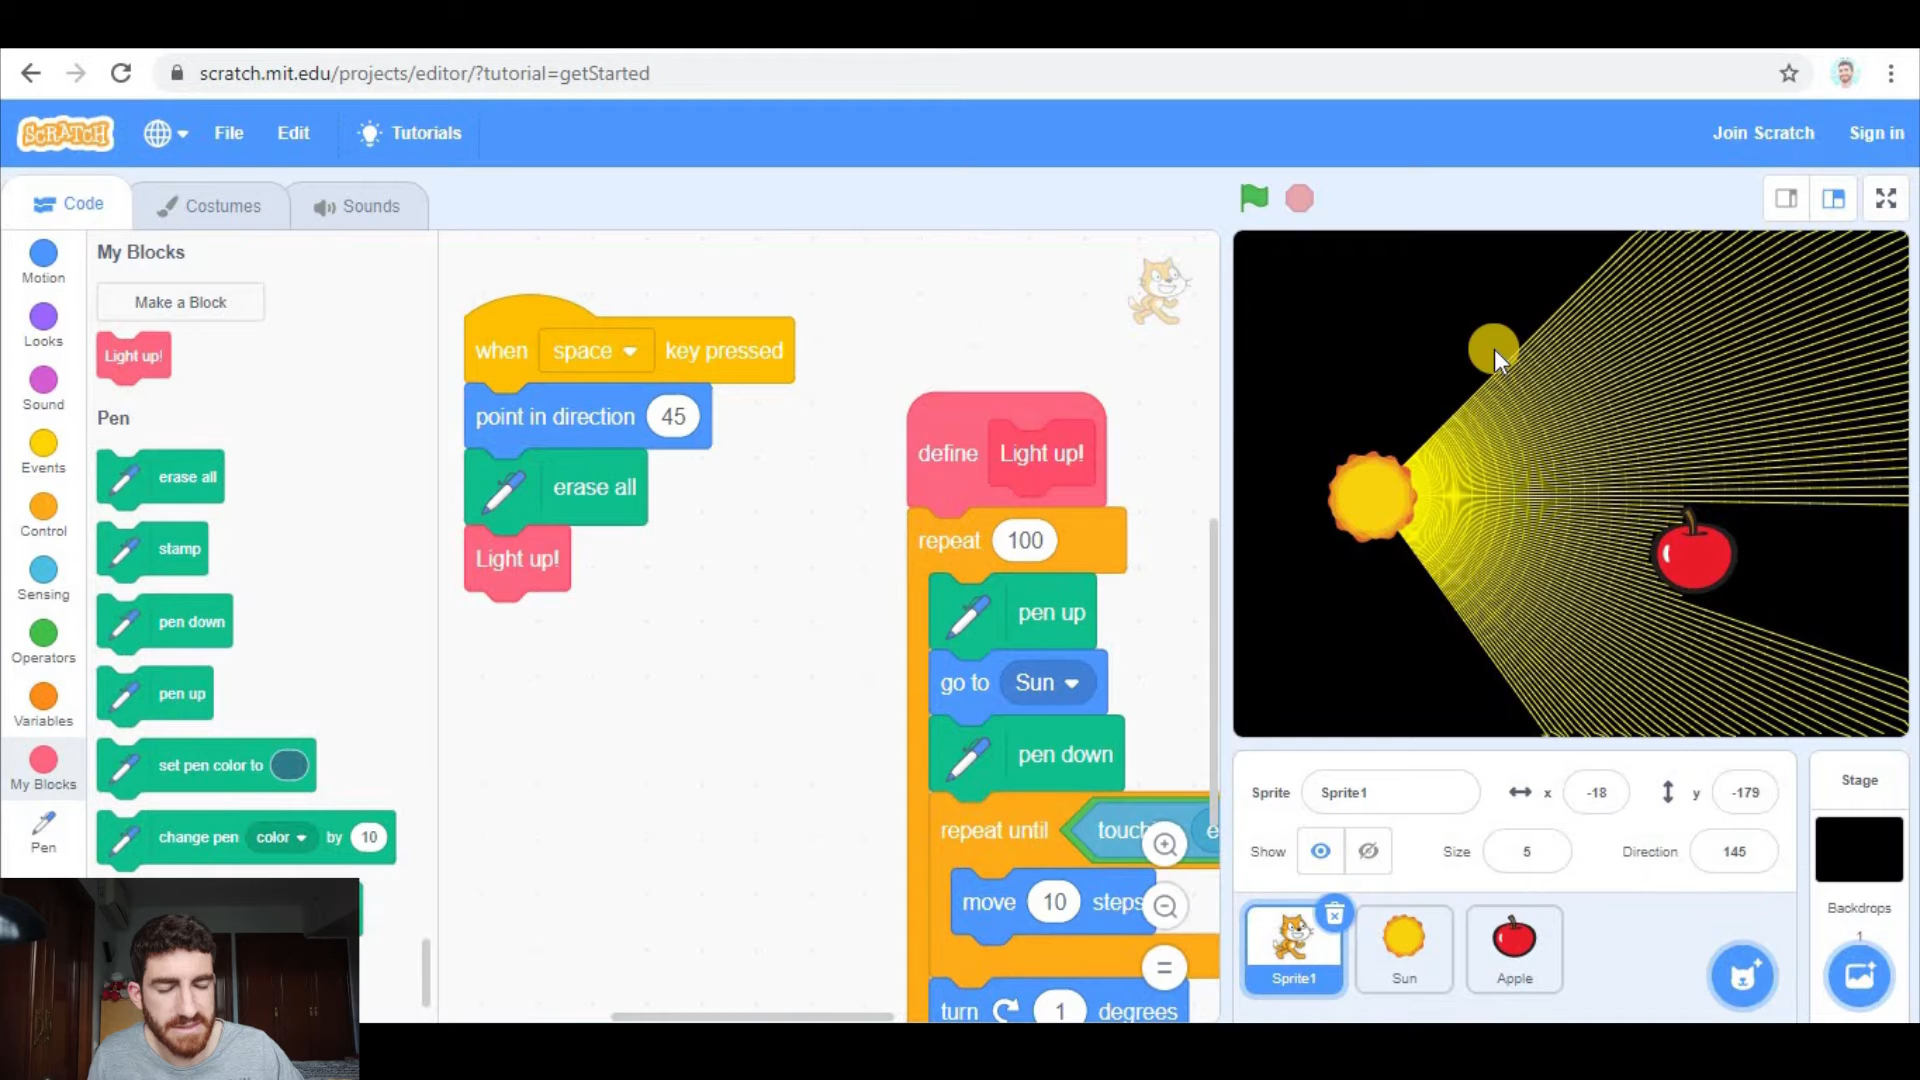 scratch.mit.edu/projects/editor/?tutorial=getStarted
SCRATCH File Edit Tutorials Join Scratch Sign in
Code Costumes Sounds
Motion
Looks
Sound
Events
Control
Sensing
Operators
Variables
My Blocks
Pen
My Blocks
Make a Block
Light up!
Pen
erase all
stamp
pen down
pen up
set pen color to
change pen color by 10
when space key pressed
point in direction 45
erase all
Light up!
define Light up!
repeat 100
pen up
go to Sun
pen down
repeat until touch e
move 10 steps
turn 1 degrees
Sprite Sprite1 x -18 y -179
Show Size 5 Direction 145
Sprite1 Sun Apple
Stage
Backdrops
1